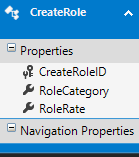 CreateRole
Properties
CreateRoleID
RoleCategory
RoleRate
Navigation Properties